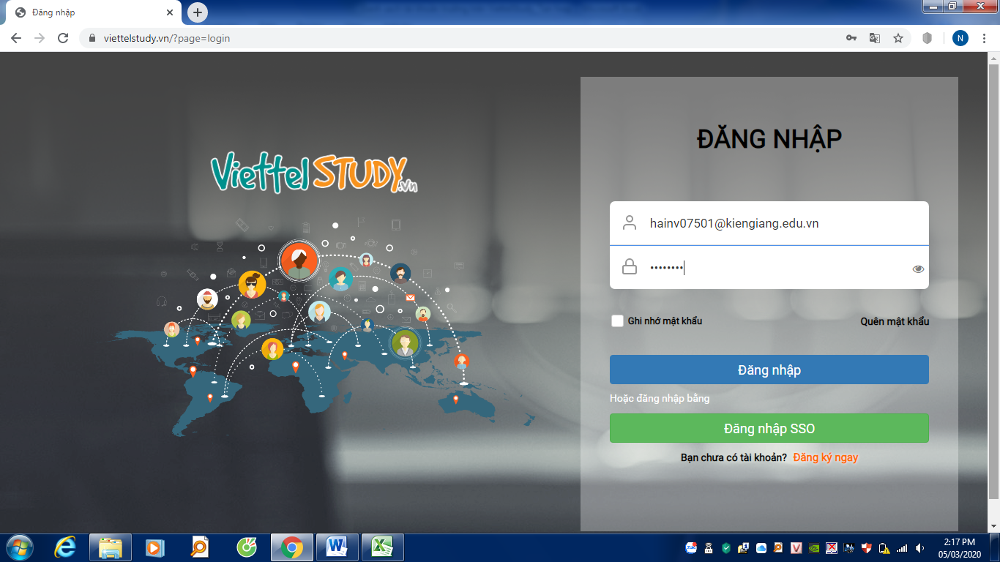 Đăng nhập
viettelstudy.vn/?page=login
N
Viettel STUDY.vn
ĐĂNG NHẬP
hainv07501@kiengiang.edu.vn
••••••••
Ghi nhớ mật khẩu
Quên mật khẩu
Đăng nhập
Hoặc đăng nhập bằng
Đăng nhập SSO
Bạn chưa có tài khoản? Đăng ký ngay
2:17 PM
05/03/2020